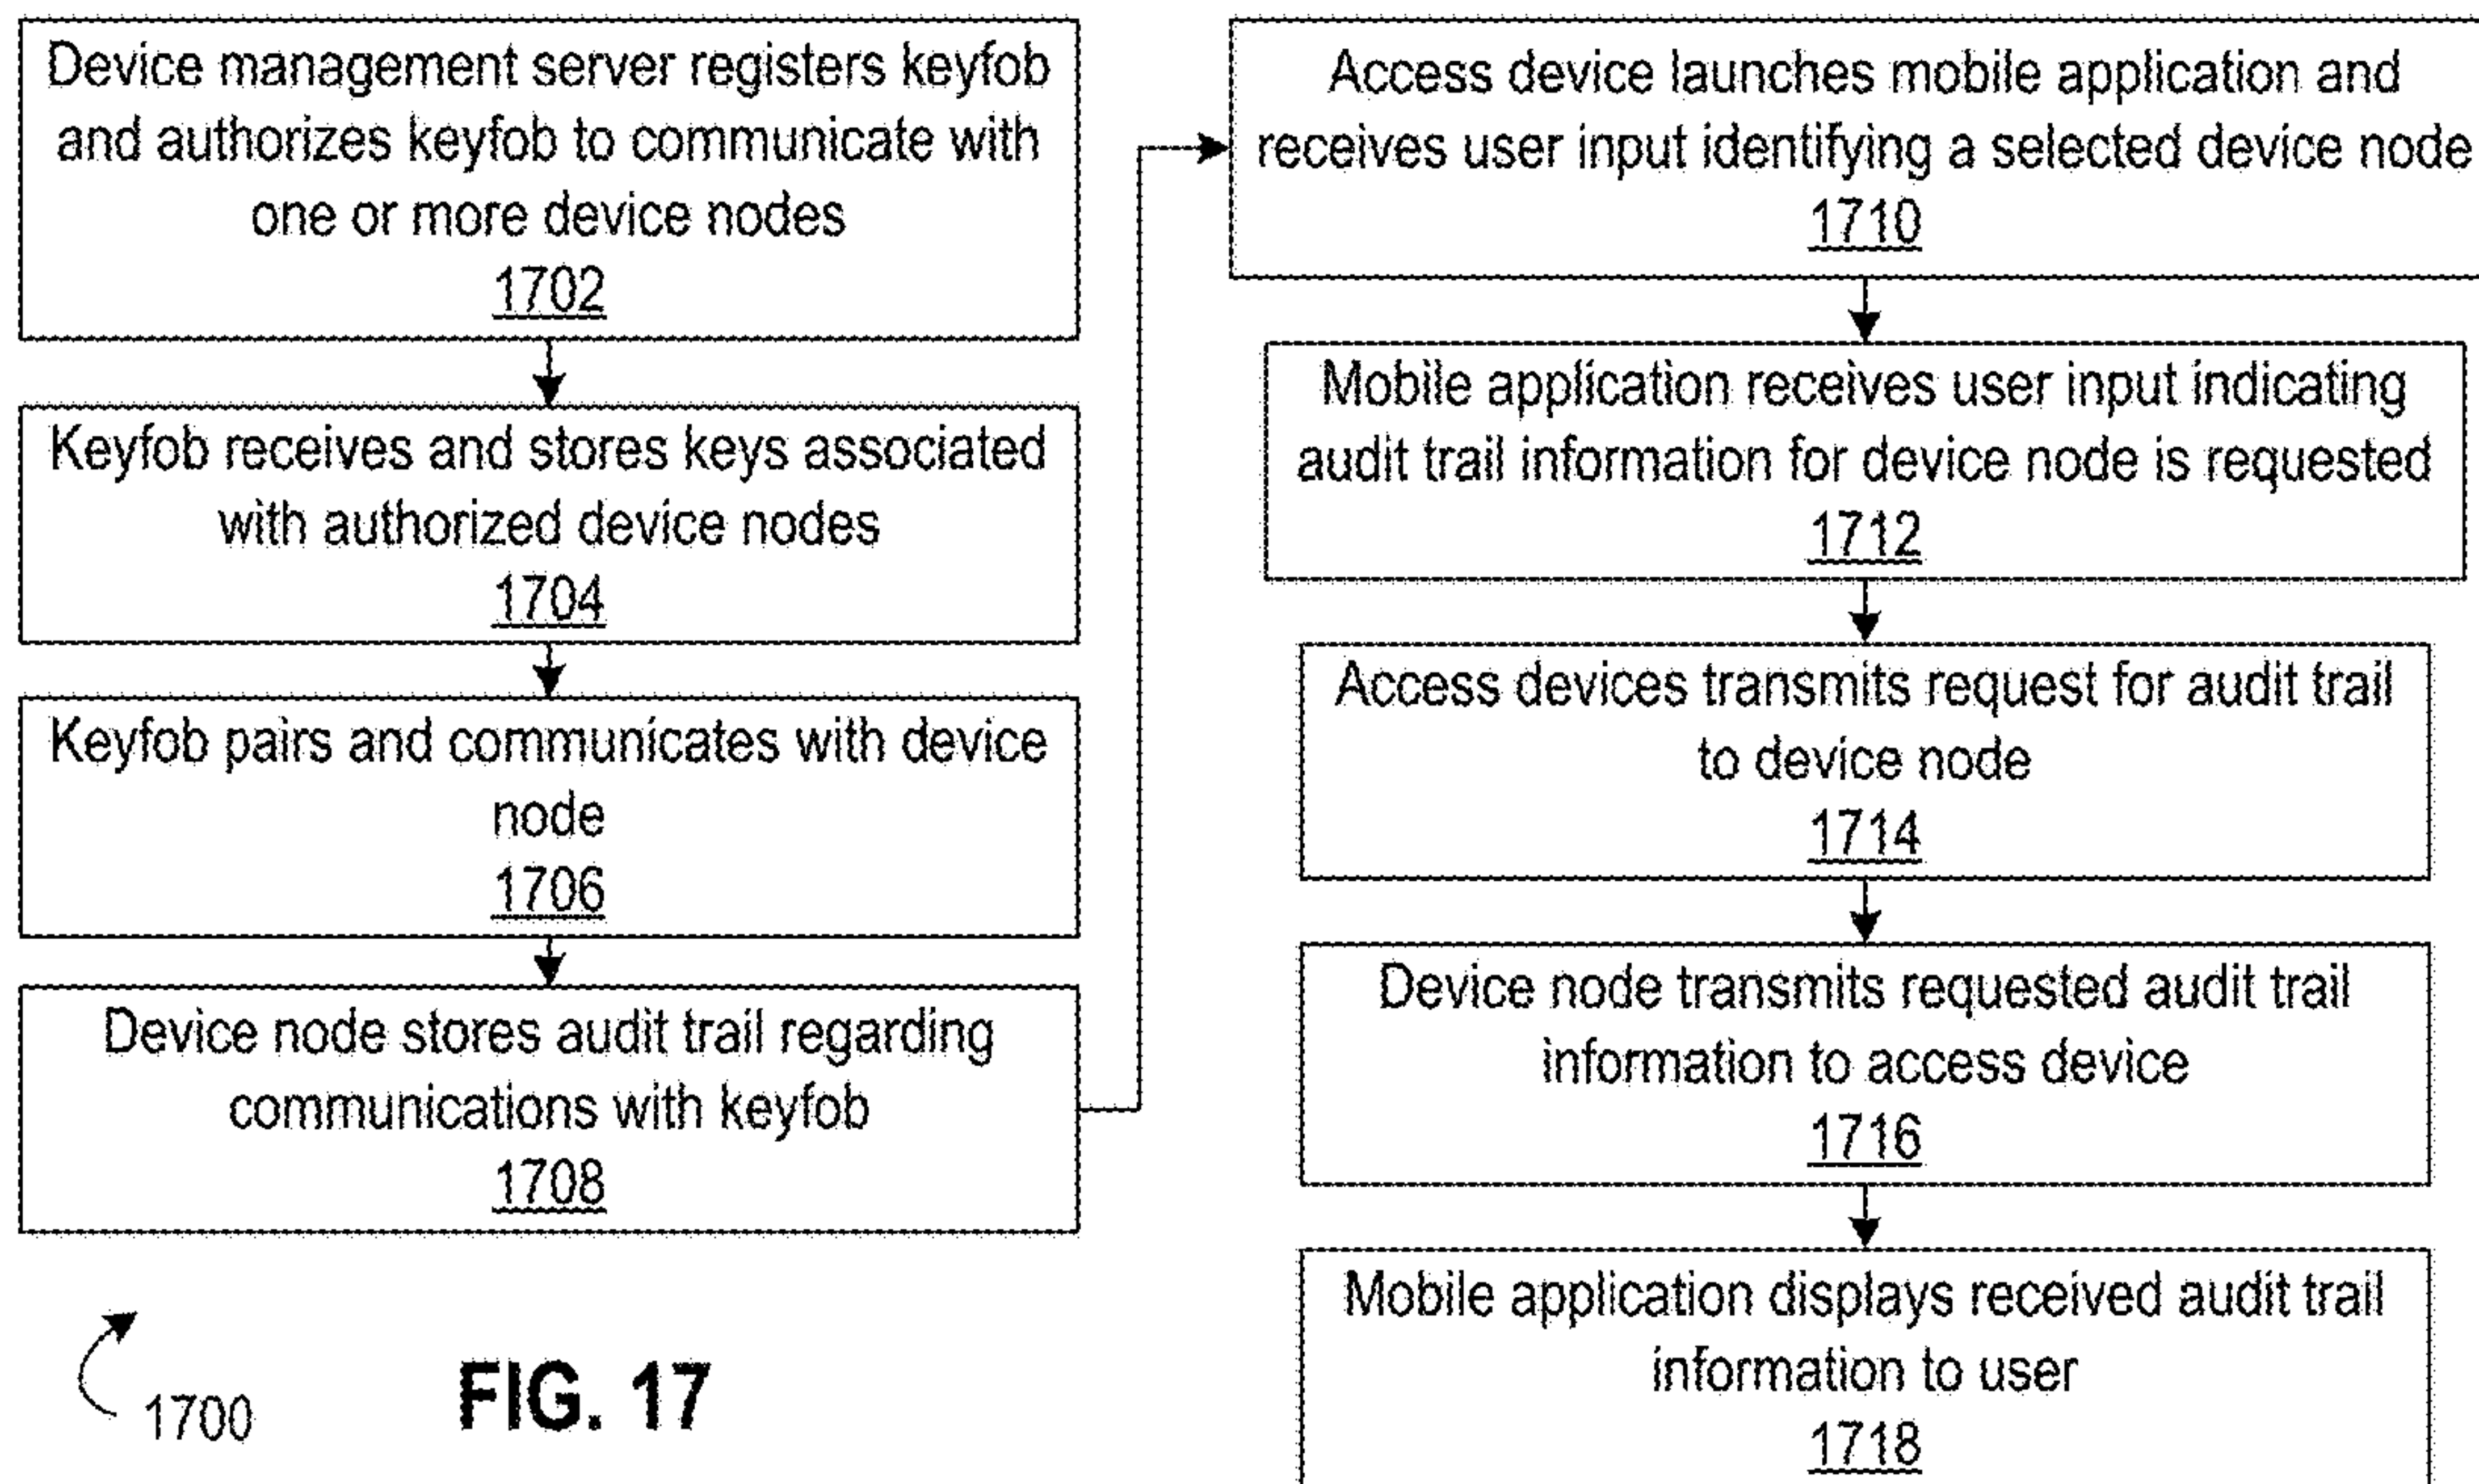 Device management server registers keyfob
and authorizes keyfob to communicate with
one or more device nodes
1702
Keyfob receives and stores keys associated
with authorized device nodes
1704
Keyfob pairs and communicates with device
node
1706
Device node stores audit trail regarding
communications with keyfob
1708
Access device launches mobile application and
receives user input identifying a selected device node
1710
Mobile application receives user input indicating
audit trail information for device node is requested
1712
Access devices transmits request for audit trail
to device node
1714
Device node transmits requested audit trail
information to access device
1716
Mobile application displays received audit trail
information to user
1718
1700
FIG. 17